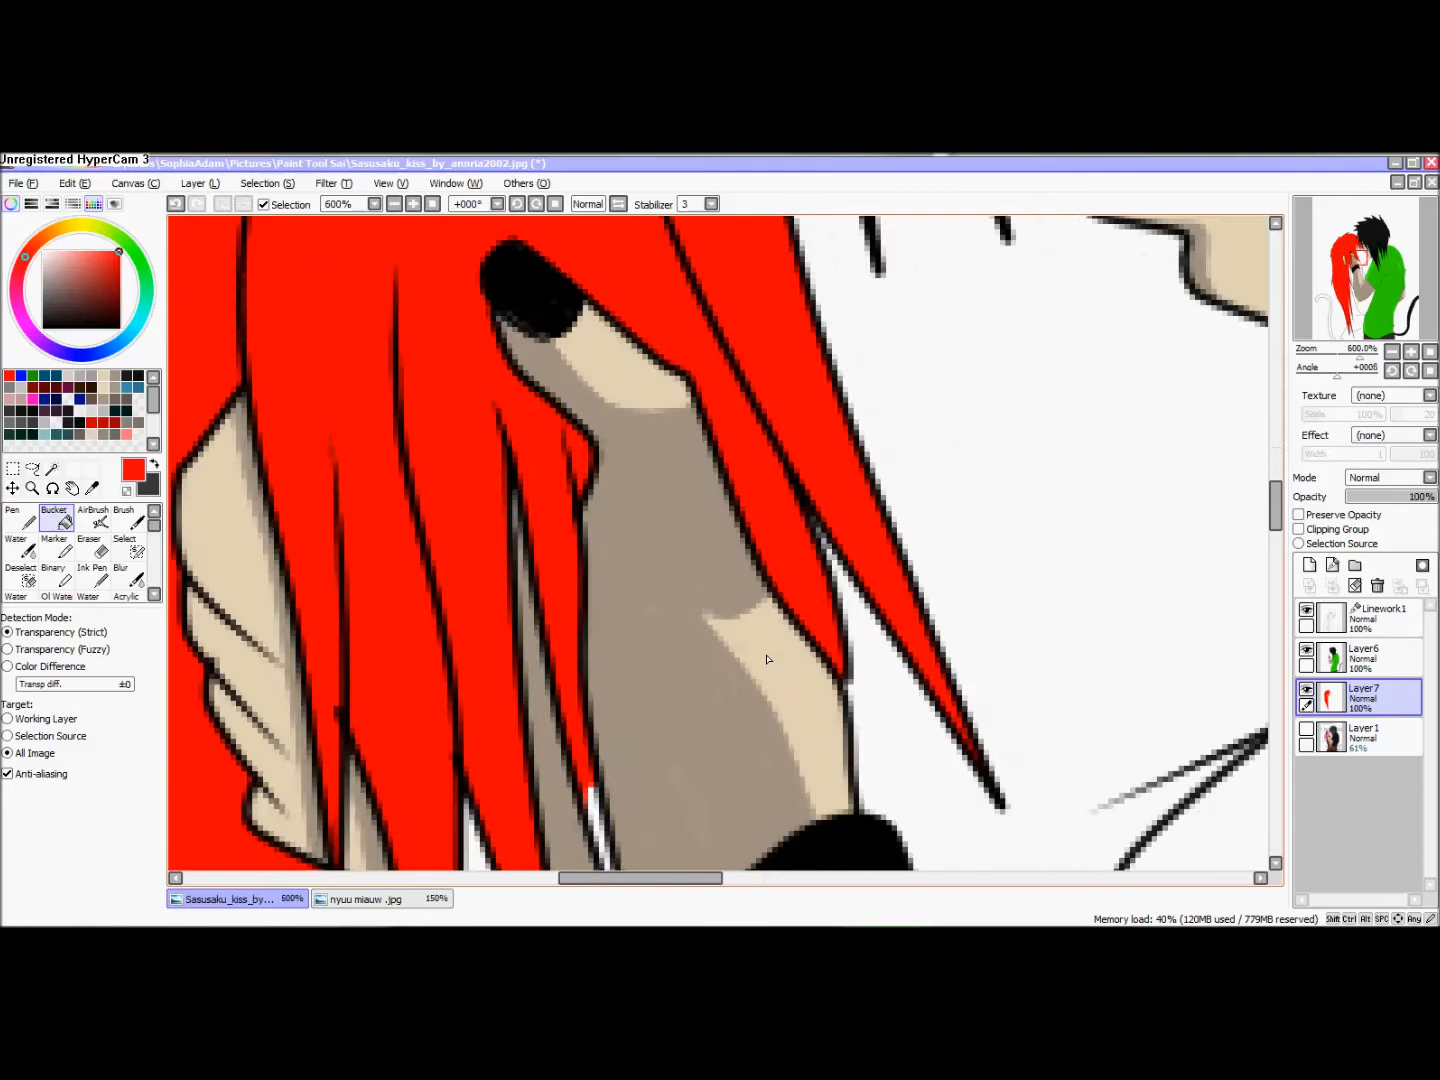 Unregistered HyperCam 3
s\SophiaAdam\Pictures\Paint Tool Sai\Sasusaku_kiss_by_annria2002.jpg (*)
File (F) Edit (E) Canvas (C) Layer (L) Selection (S) Filter (T) View (V) Window (W) Others (O)
Selection 600% +000° Normal Stabilizer 3
Zoom 600.0%
Angle +0006
Texture (none)
Scale 100% 20
Effect (none)
Width 1 100
Mode Normal
Opacity 100%
Preserve Opacity
Clipping Group
Selection Source
Pen Bucket AirBrush Brush
Water Marker Eraser Select
Deselect Binary Ink Pen Blur
Water Oil Wate Water Acrylic
Detection Mode:
Transparency (Strict)
Transparency (Fuzzy)
Color Difference
Transp diff. ±0
Target:
Working Layer
Selection Source
All Image
Anti-aliasing
Linework1
Normal
100%
Layer6
Normal
100%
Layer7
Normal
100%
Layer1
Normal
61%
Sasusaku_kiss_by... 600% nyuu miauw .jpg 150%
Memory load: 40% (120MB used / 779MB reserved) Shift Ctrl Alt SPC Any